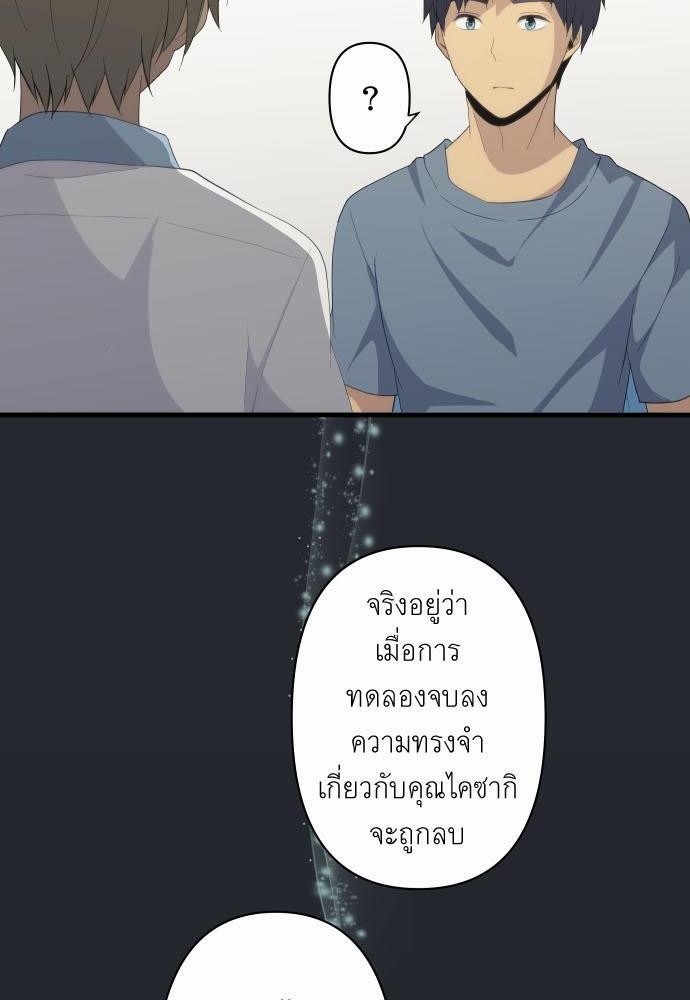 ?
จริงอยู่ว่า
เมื่อการ
ทดลองจบลง
ความทรงจำ
เกี่ยวกับคุณไคซากิ
จะถูกลบ